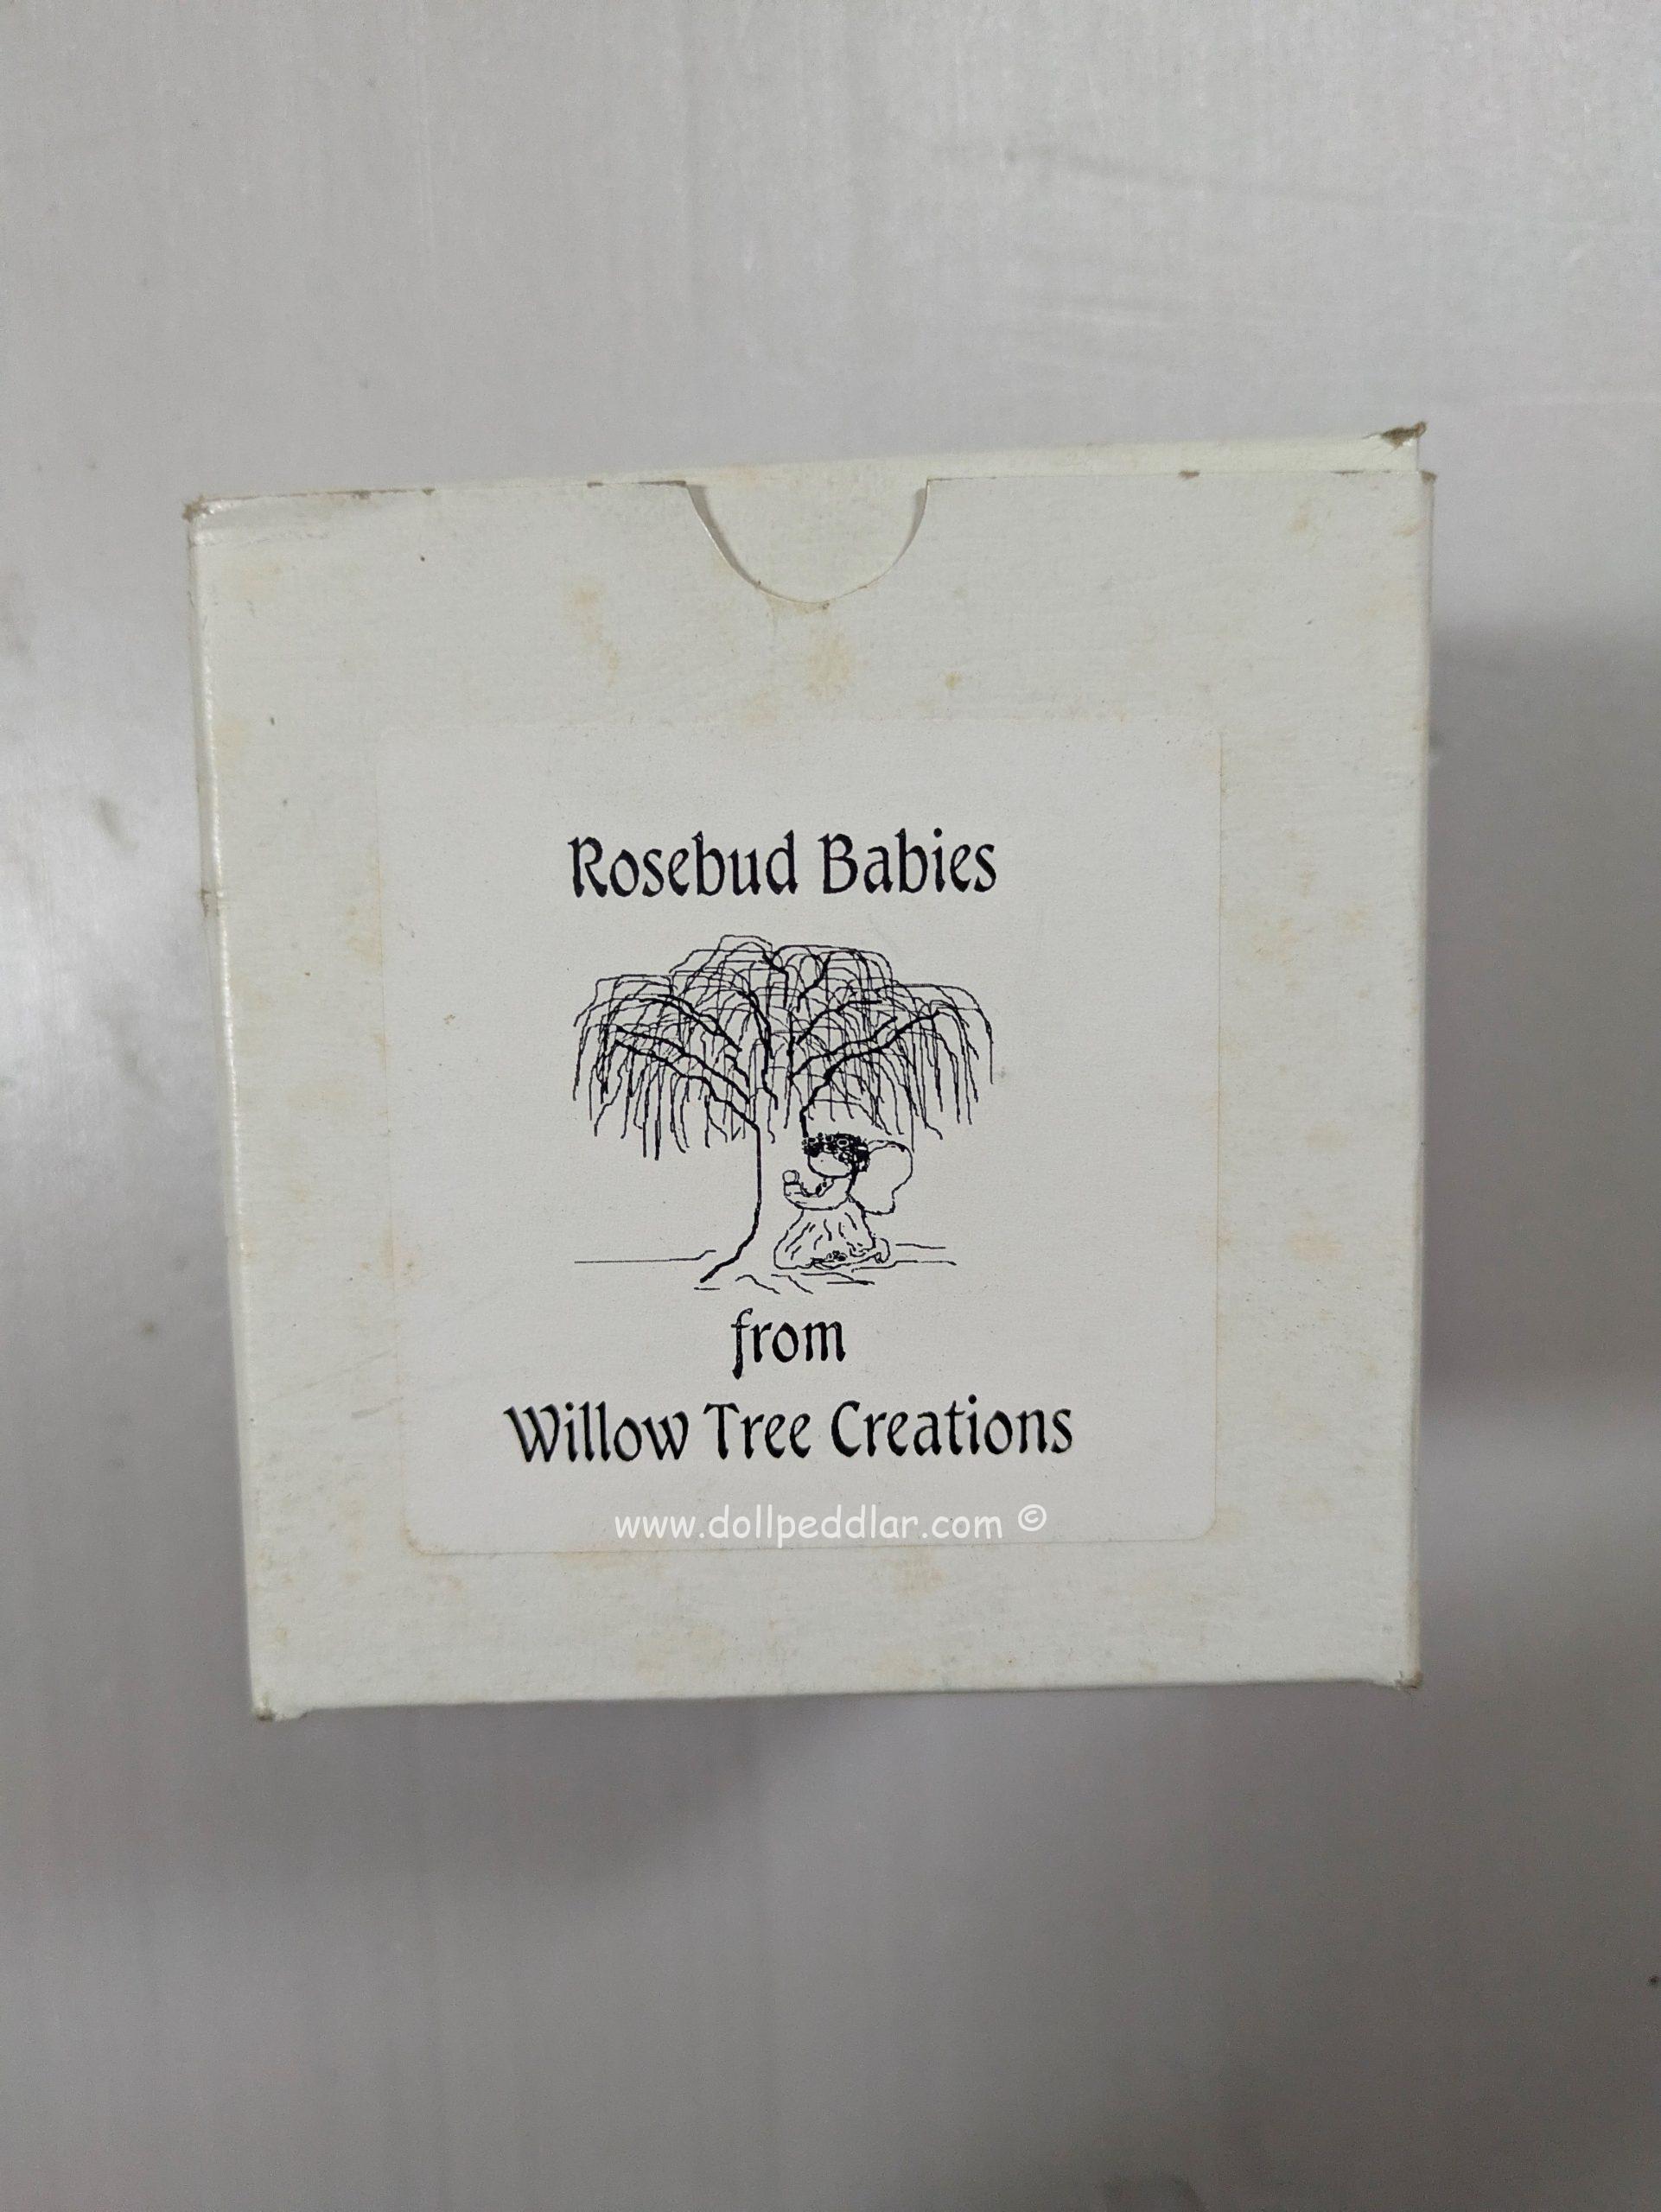 Rosebud Babies
from
Willow Tree Creations
www.dollpeddlar.com ©